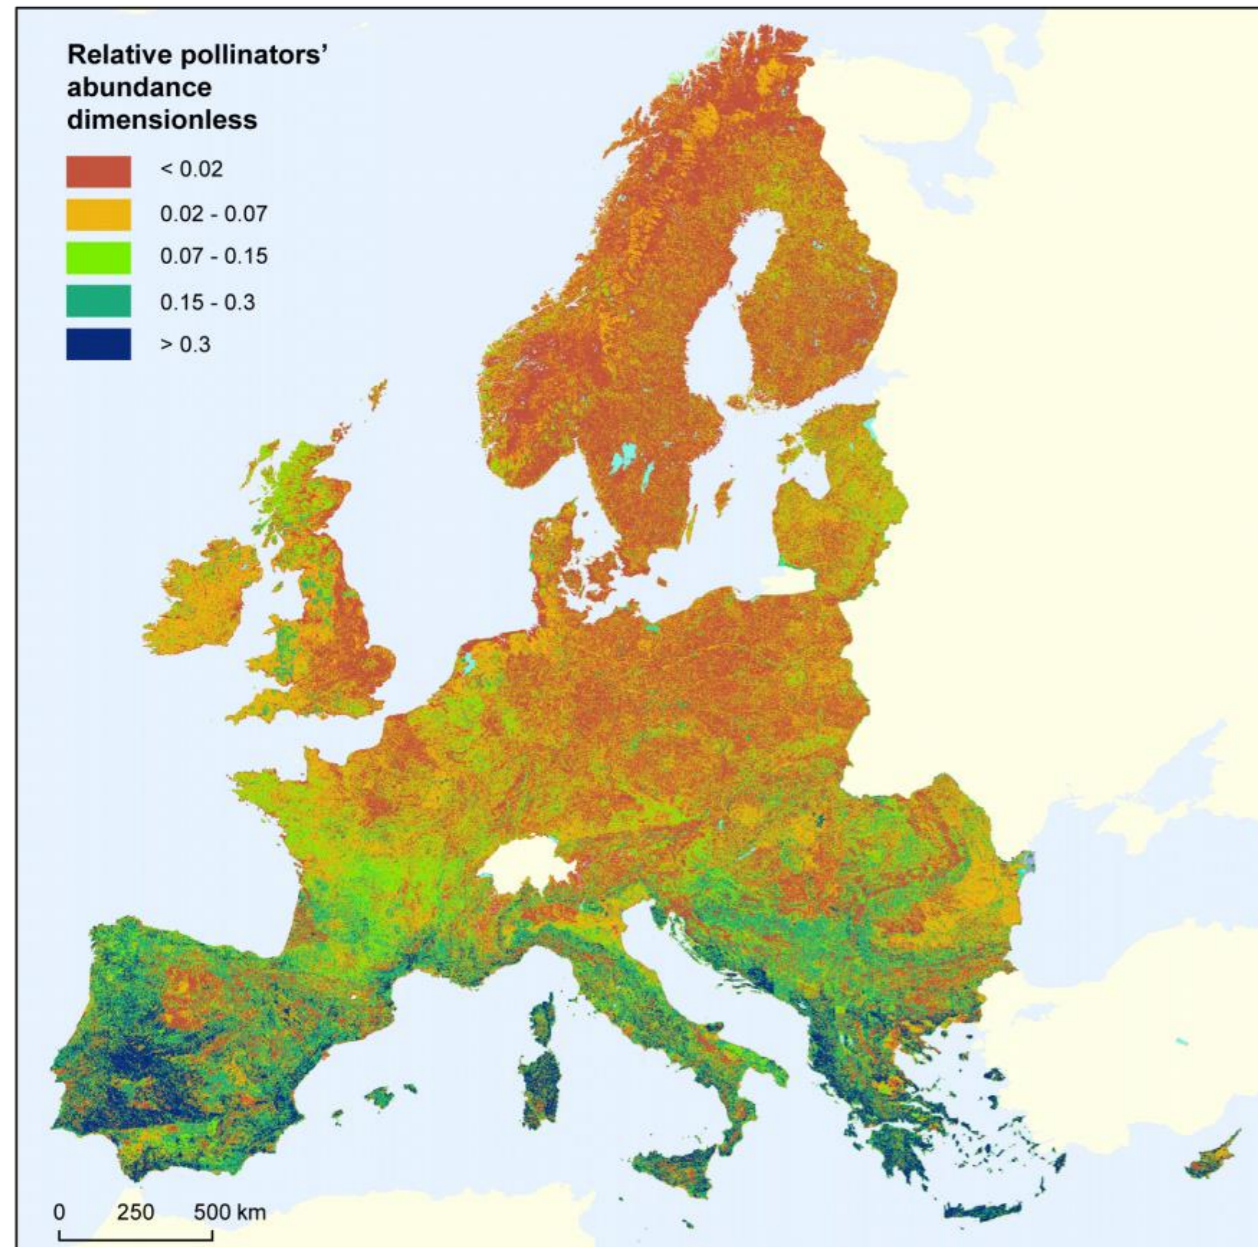 Relative pollinators’
abundance
dimensionless
< 0.02
0.02 - 0.07
0.07 - 0.15
0.15 - 0.3
> 0.3
0 250 500 km